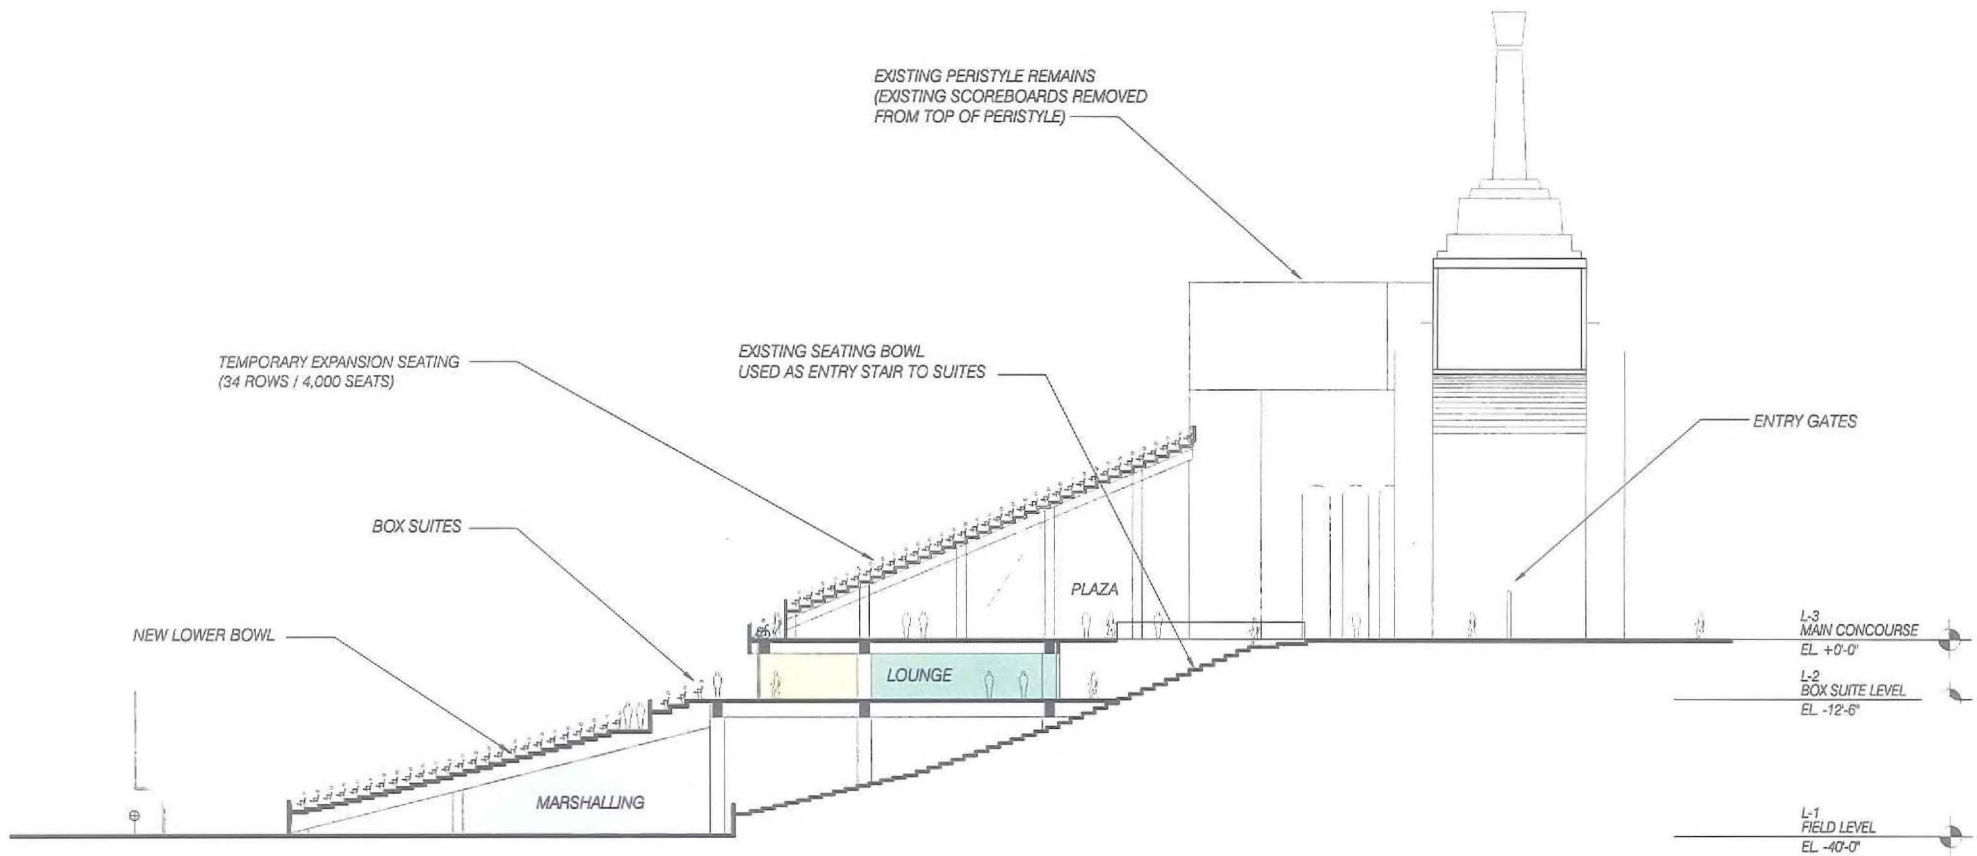 EXISTING PERISTYLE REMAINS
(EXISTING SCOREBOARDS REMOVED
FROM TOP OF PERISTYLE)
TEMPORARY EXPANSION SEATING
(34 ROWS / 4,000 SEATS)
EXISTING SEATING BOWL
USED AS ENTRY STAIR TO SUITES
ENTRY GATES
BOX SUITES
PLAZA
NEW LOWER BOWL
LOUNGE
MARSHALLING
L-3
MAIN CONCOURSE
EL. +0'-0"
L-2
BOX SUITE LEVEL
EL. -12'-6"
L-1
FIELD LEVEL
EL. -40'-0"